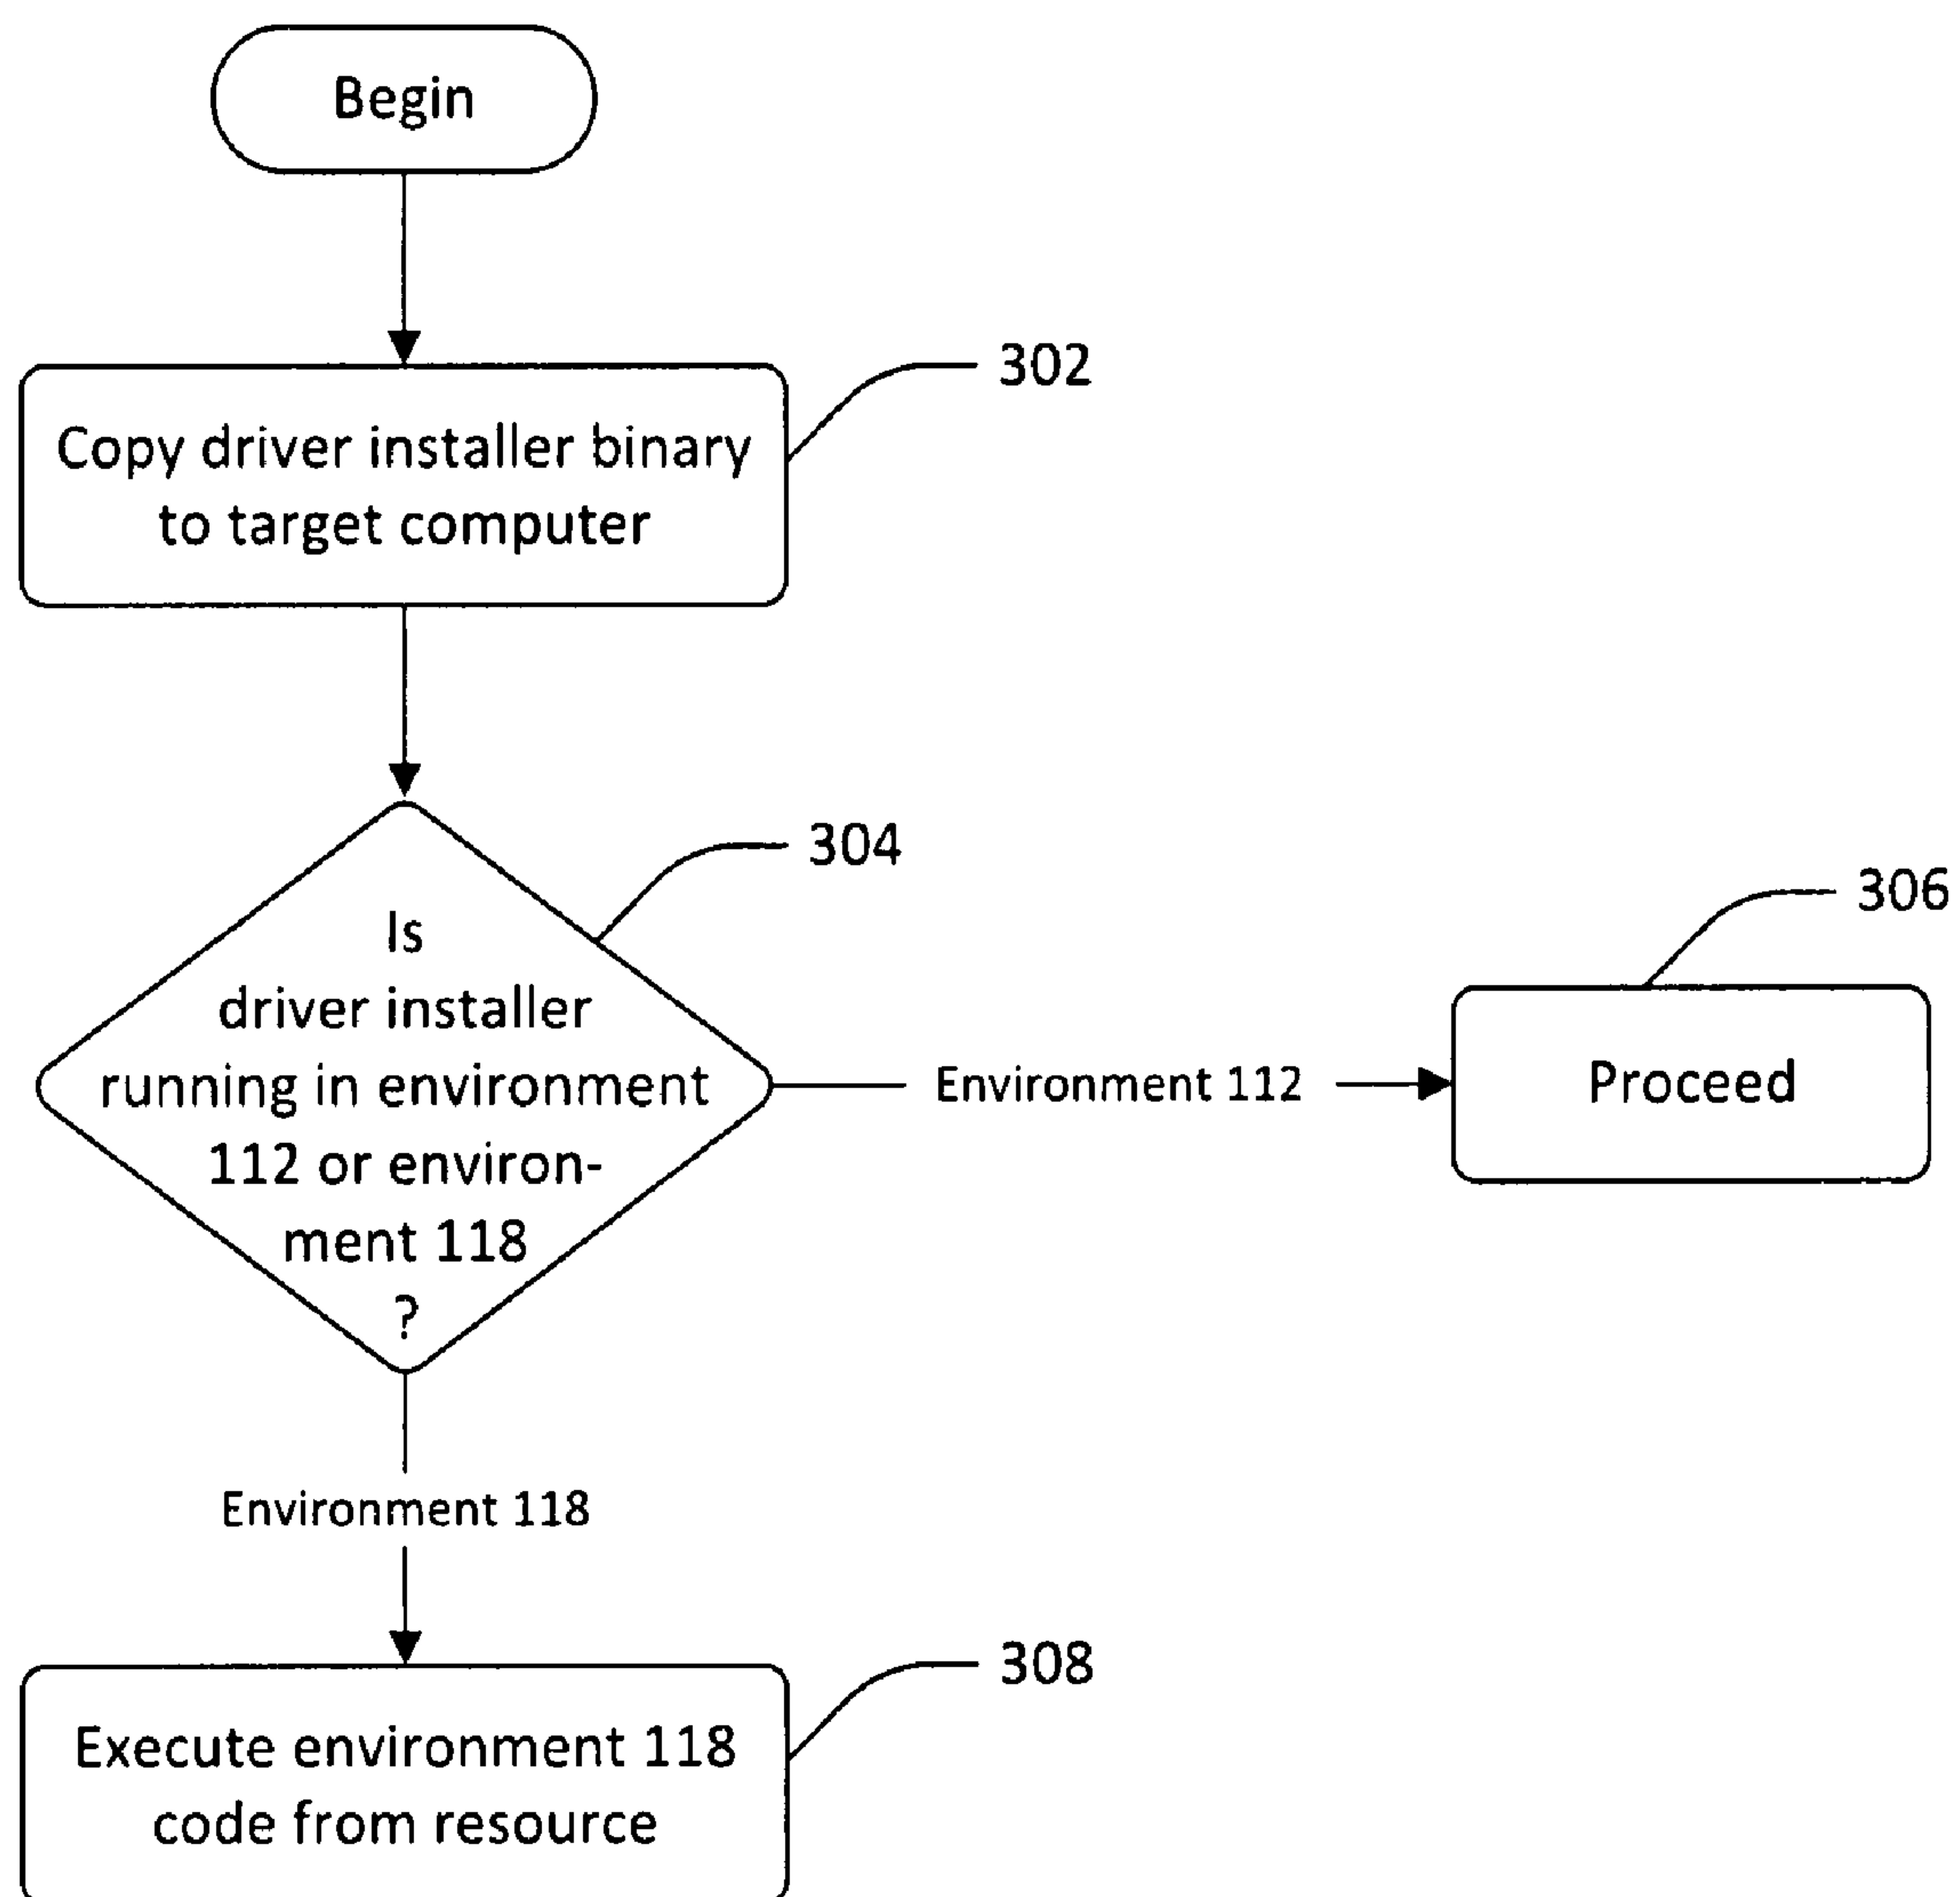 Begin
302
Copy driver installer binary
to target computer
304
Is
driver installer
running in environment
112 or environ-
ment 118
?
Environment 112
306
Proceed
Environment 118
308
Execute environment 118
code from resource